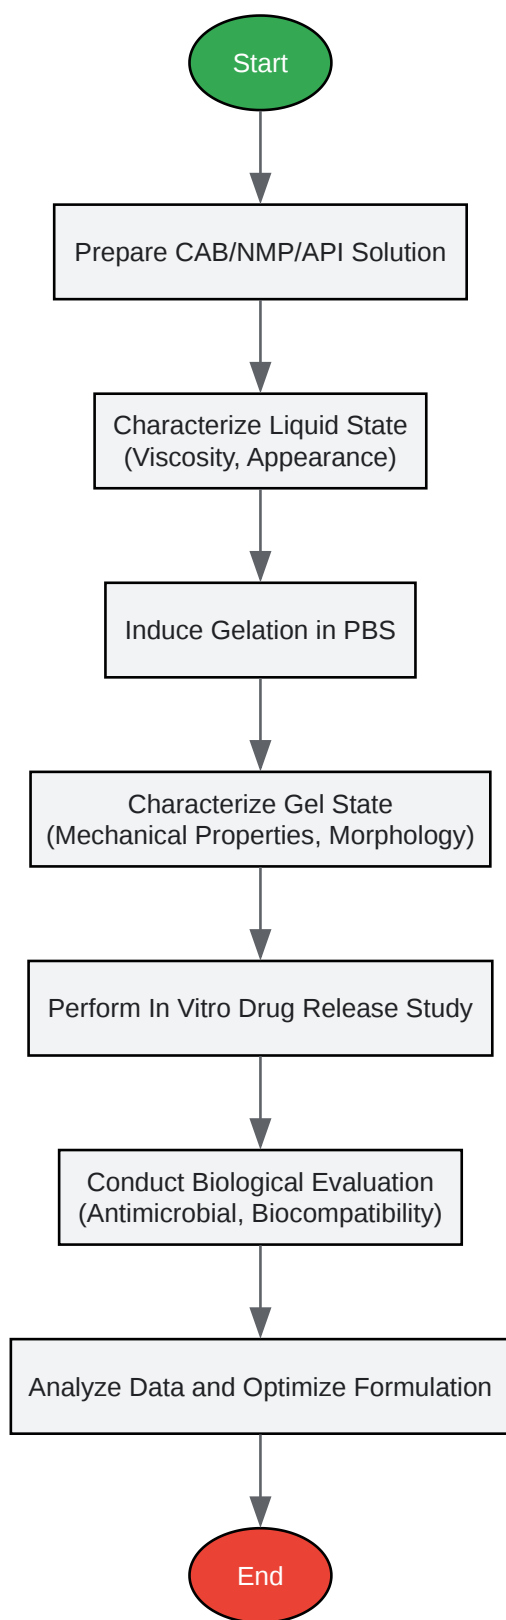 Start
Prepare CAB/NMP/API Solution
Characterize Liquid State
(Viscosity, Appearance)
Induce Gelation in PBS
Characterize Gel State
(Mechanical Properties, Morphology)
Perform In Vitro Drug Release Study
Conduct Biological Evaluation
(Antimicrobial, Biocompatibility)
Analyze Data and Optimize Formulation
End